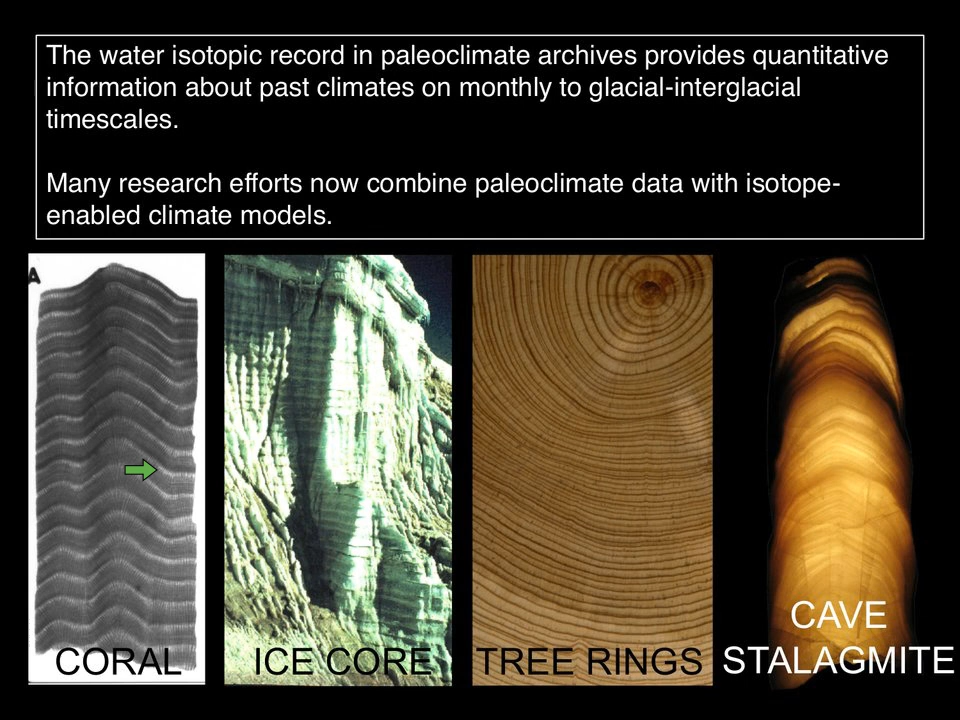 The water isotopic record in paleoclimate archives provides quantitative
information about past climates on monthly to glacial-interglacial
timescales.
Many research efforts now combine paleoclimate data with isotope-
enabled climate models.
A
CORAL
ICE CORE
TREE RINGS
CAVE
STALAGMITE